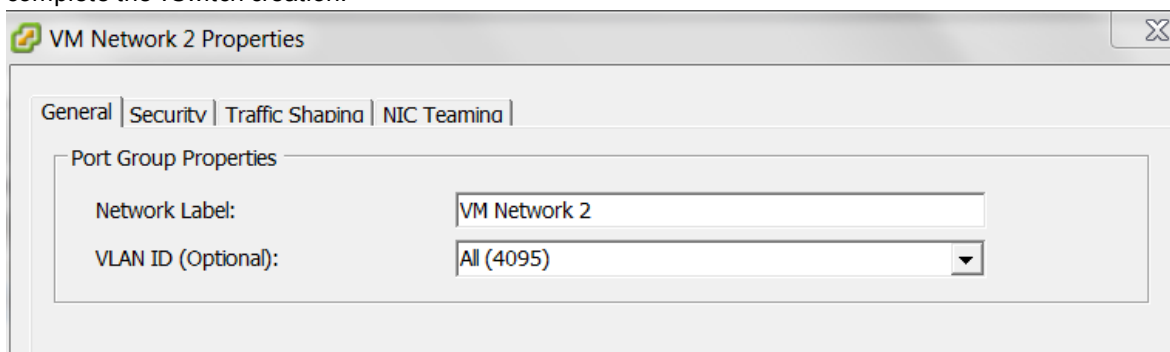 VM Network 2 Properties
General Security Traffic Shaping NIC Teaming
Port Group Properties
Network Label: VM Network 2
VLAN ID (Optional): All (4095)